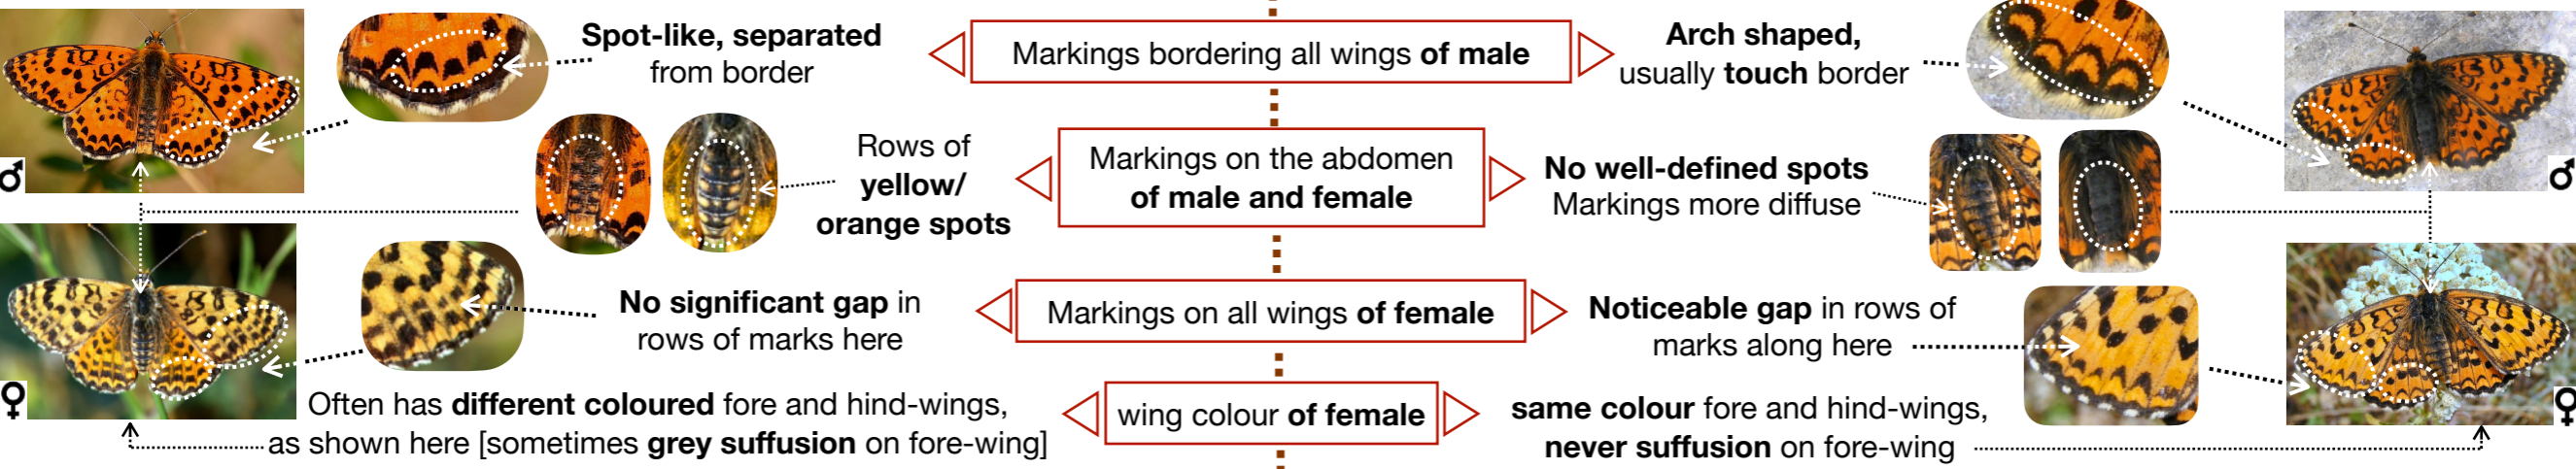 Spot-like, separated
from border
Markings bordering all wings of male
Arch shaped,
usually touch border
♂
Rows of
yellow/
orange spots
Markings on the abdomen
of male and female
No well-defined spots
Markings more diffuse
♂
No significant gap in
rows of marks here
Markings on all wings of female
Noticeable gap in rows of
marks along here
♀
Often has different coloured fore and hind-wings,
as shown here [sometimes grey suffusion on fore-wing]
wing colour of female
same colour fore and hind-wings,
never suffusion on fore-wing
♀